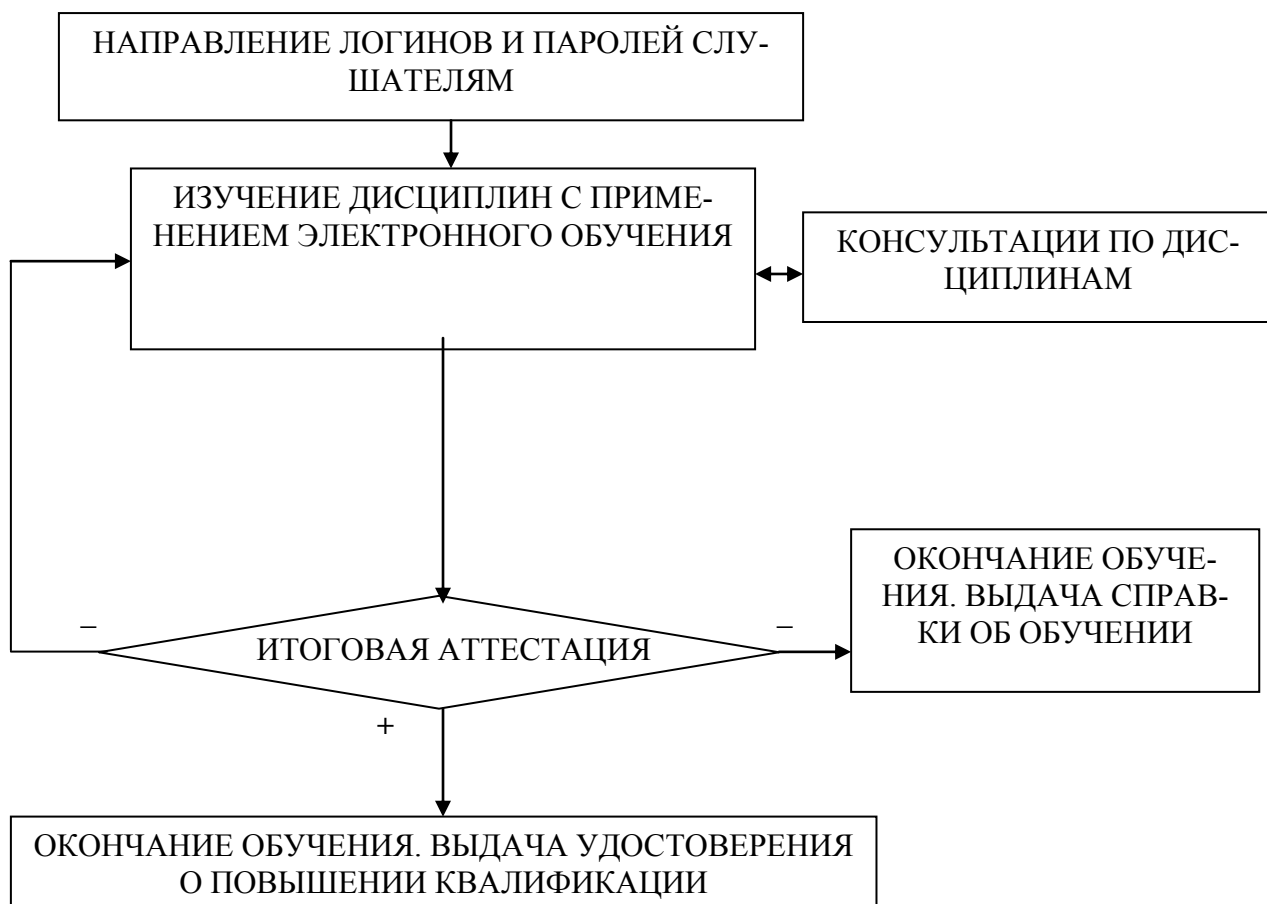 НАПРАВЛЕНИЕ ЛОГИНОВ И ПАРОЛЕЙ СЛУ-
ШАТЕЛЯМ
ИЗУЧЕНИЕ ДИСЦИПЛИН С ПРИМЕ-
НЕНИЕМ ЭЛЕКТРОННОГО ОБУЧЕНИЯ
КОНСУЛЬТАЦИИ ПО ДИС-
ЦИПЛИНАМ
ОКОНЧАНИЕ ОБУЧЕ-
НИЯ. ВЫДАЧА СПРАВ-
КИ ОБ ОБУЧЕНИИ
–
ИТОГОВАЯ АТТЕСТАЦИЯ
–
+
ОКОНЧАНИЕ ОБУЧЕНИЯ. ВЫДАЧА УДОСТОВЕРЕНИЯ
О ПОВЫШЕНИИ КВАЛИФИКАЦИИ